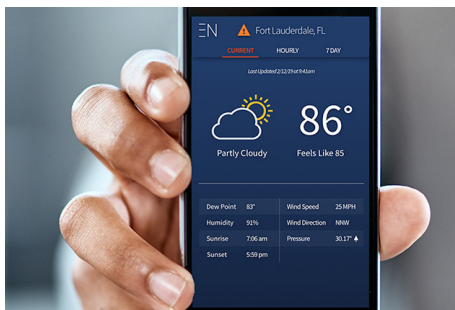 EN
Fort Lauderdale, FL
CURRENT HOURLY 7 DAY
Last Updated 2/12/19 at 9:41am
86°
Partly Cloudy Feels Like 85
Dew Point 83° Wind Speed 25 MPH
Humidity 91% Wind Direction NNW
Sunrise 7:06 am Pressure 30.17"
Sunset 5:59 pm